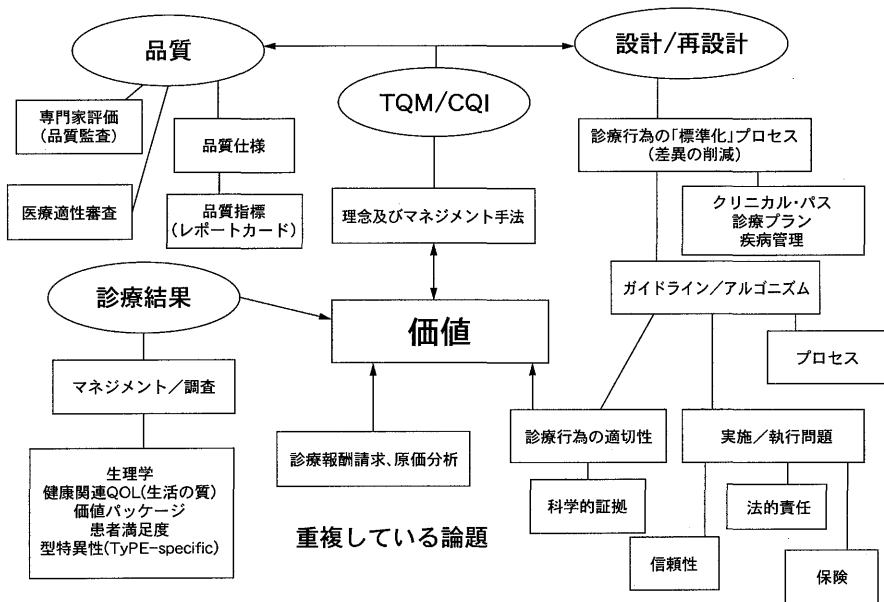 品質
設計/再設計
TQM/CQI
専門家評価
(品質監査)
品質仕様
診療行為の「標準化」プロセス
(差異の削減)
医療適性審査
品質指標
(レポートカード)
理念及びマネジメント手法
クリニカル・パス
診療プラン
疾病管理
診療結果
ガイドライン/アルゴニズム
価値
プロセス
マネジメント/調査
診療報酬請求、原価分析
診療行為の適切性
実施/執行問題
生理学
健康関連QOL(生活の質)
価値パッケージ
患者満足度
型特異性(TyPE-specific)
科学的証拠
法的責任
重複している論題
信頼性
保険